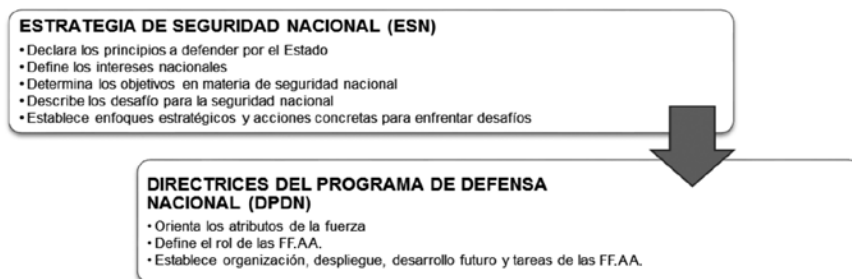 ESTRATEGIA DE SEGURIDAD NACIONAL (ESN)
• Declara los principios a defender por el Estado
• Define los intereses nacionales
• Determina los objetivos en materia de seguridad nacional
• Describe los desafío para la seguridad nacional
• Establece enfoques estratégicos y acciones concretas para enfrentar desafíos
DIRECTRICES DEL PROGRAMA DE DEFENSA
NACIONAL (DPDN)
• Orienta los atributos de la fuerza
• Define el rol de las FF.AA.
• Establece organización, despliegue, desarrollo futuro y tareas de las FF.AA.